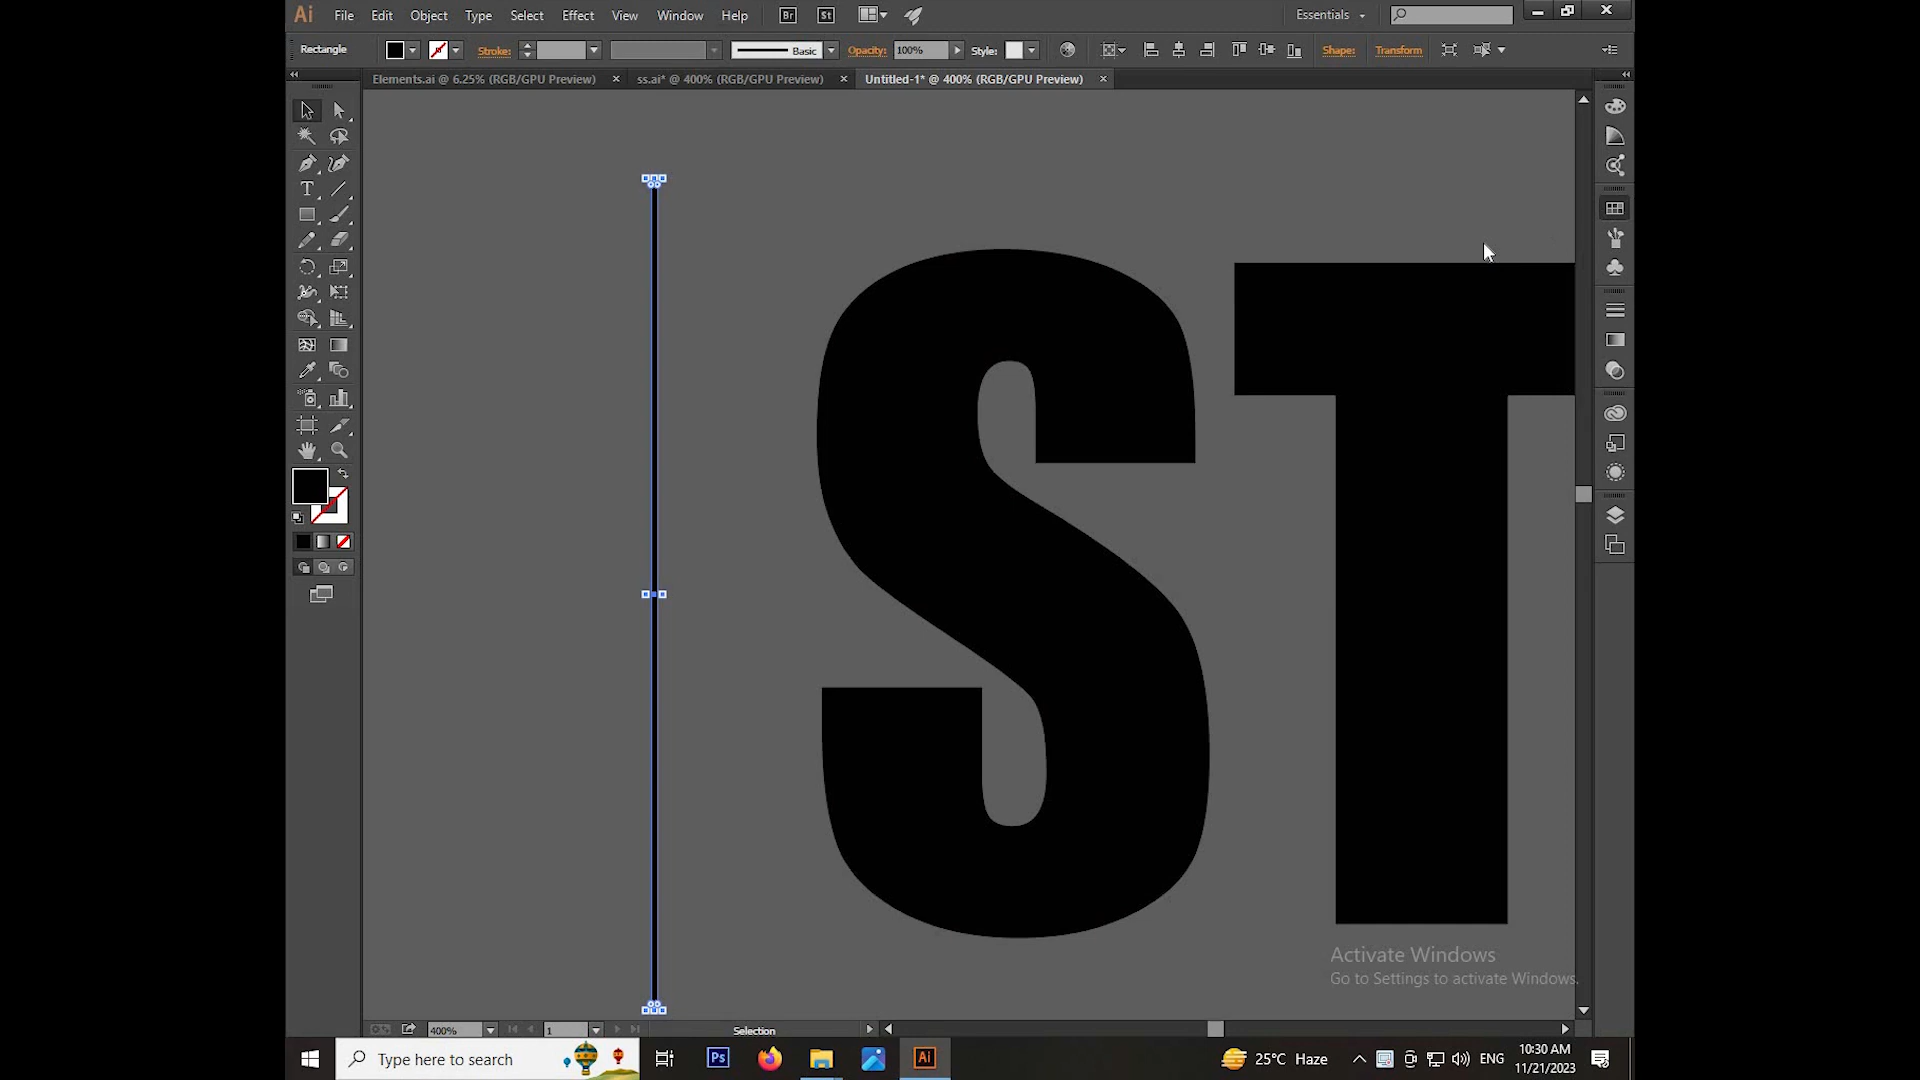 Ai File Edit Object Type Select Effect View Window Help Br St Essentials
Rectangle Stroke: Basic Opacity: 100% Style: Shape: Transform
Elements.ai @ 6.25% (RGB/GPU Preview) × ss.ai* @ 400% (RGB/GPU Preview) × Untitled-1* @ 400% (RGB/GPU Preview) ×
ST
Activate Windows
Go to Settings to activate Windows.
400% 1 Selection
Type here to search Ps Ai 25°C Haze ENG 10:30 AM
11/21/2023